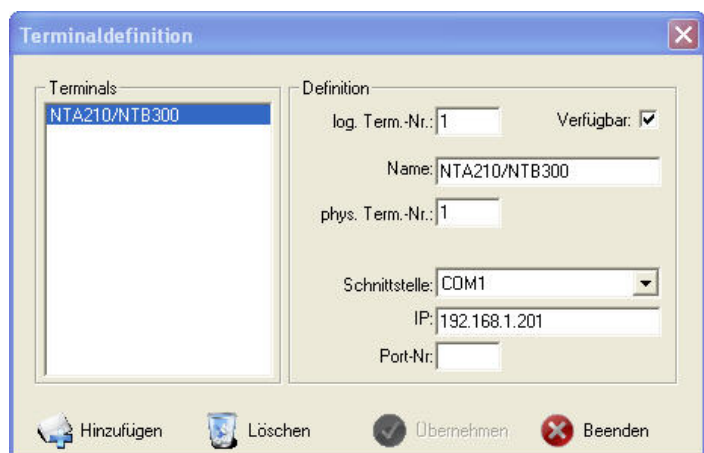 Terminaldefinition
Terminals
NTA210/NTB300
Definition
log. Term.-Nr.: 1 Verfügbar:
Name: NTA210/NTB300
phys. Term.-Nr.: 1
Schnittstelle: COM1
IP: 192.168.1.201
Port-Nr:
Hinzufügen Löschen Übernehmen Beenden